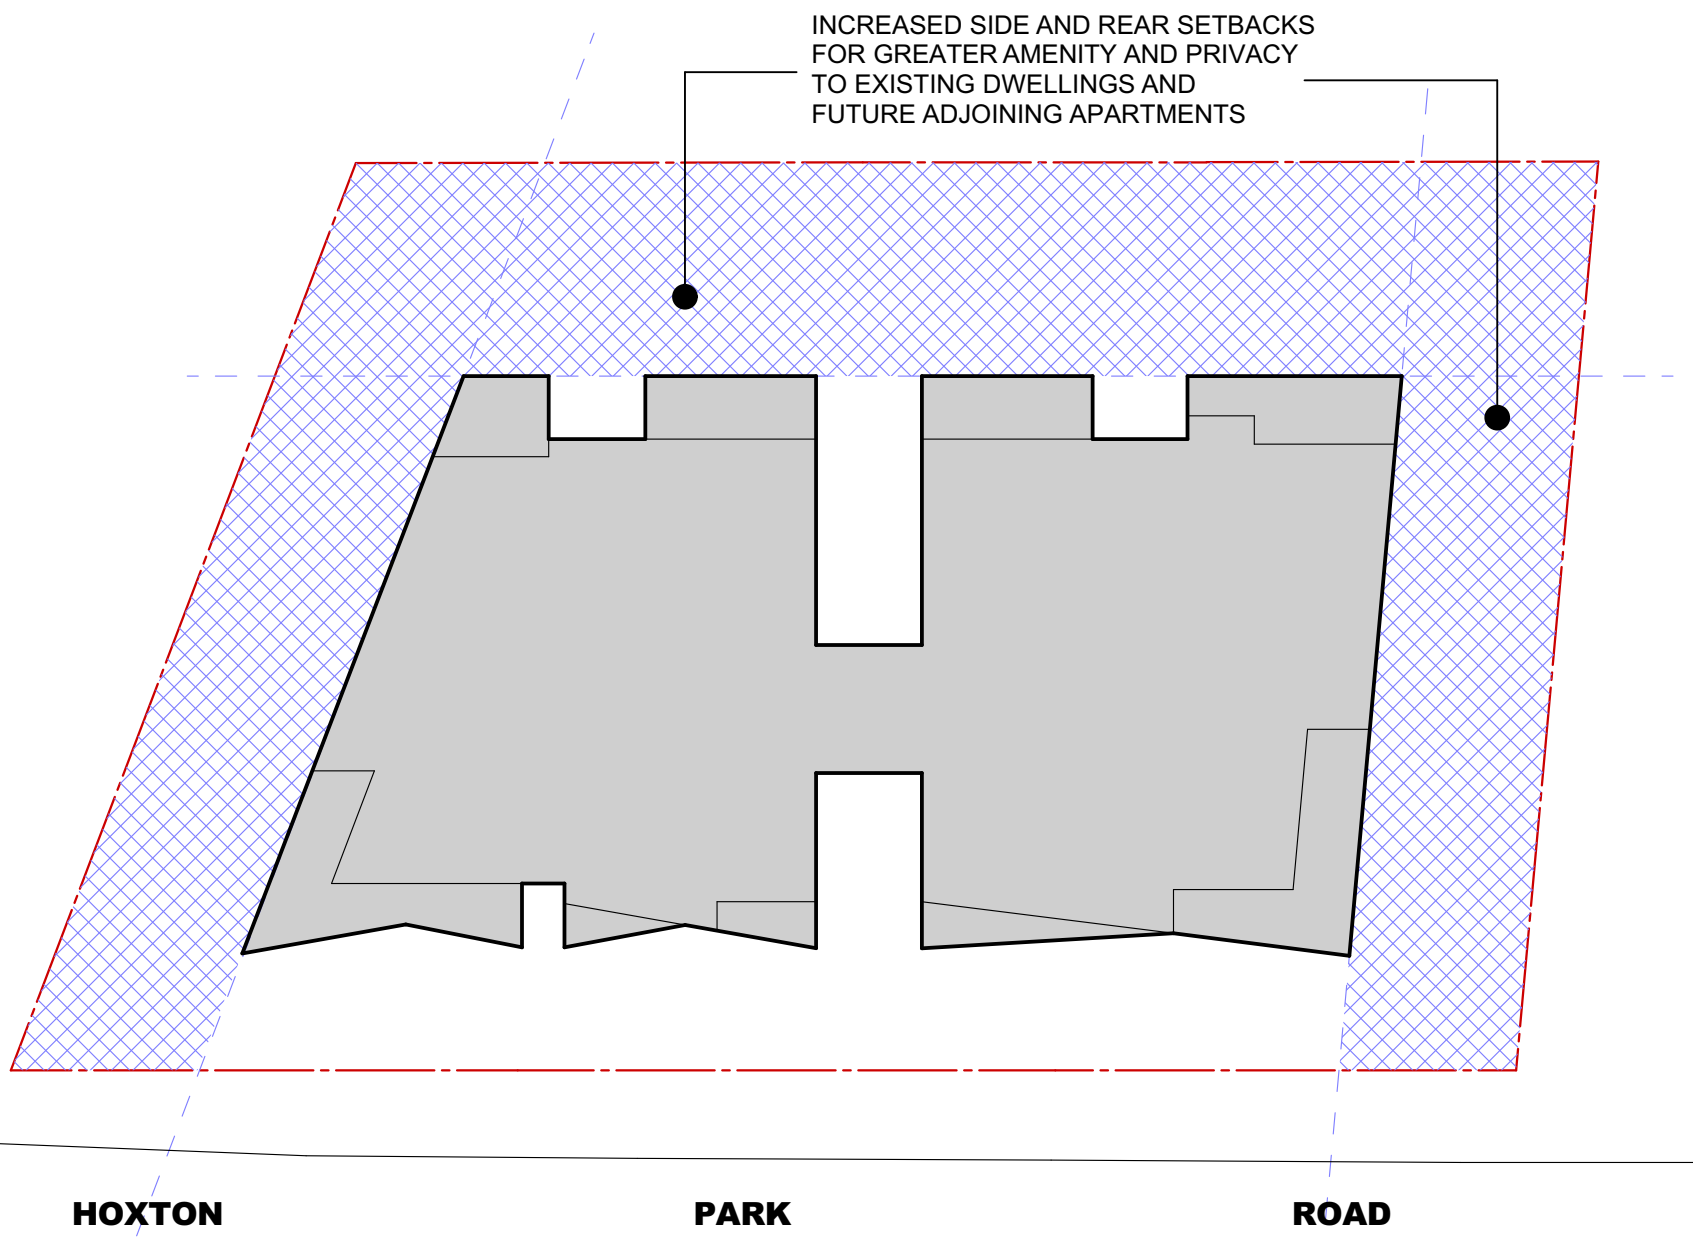 INCREASED SIDE AND REAR SETBACKS
FOR GREATER AMENITY AND PRIVACY
TO EXISTING DWELLINGS AND
FUTURE ADJOINING APARTMENTS
HOXTON PARK ROAD